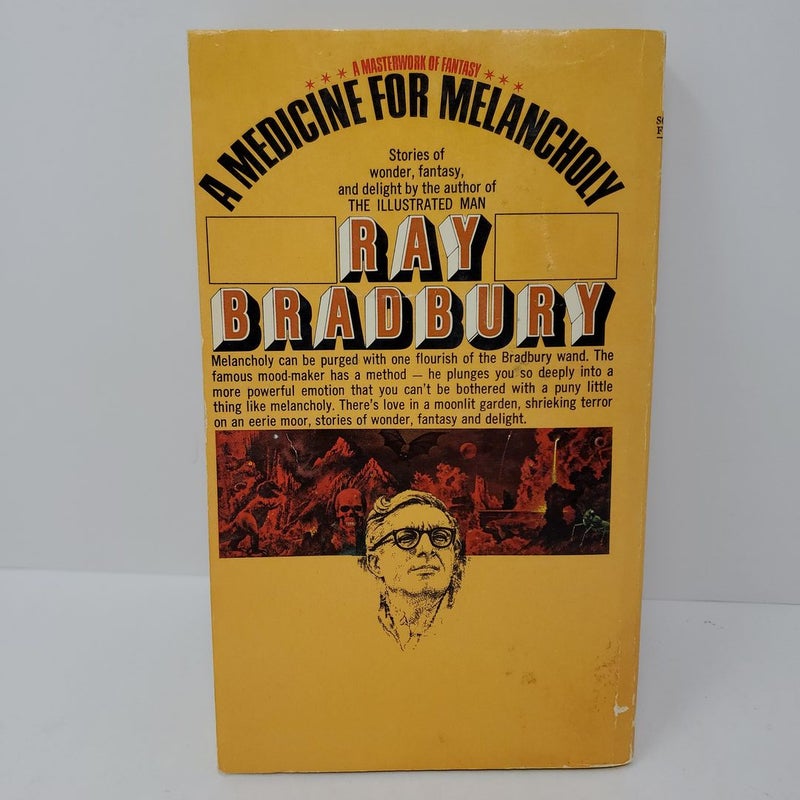 A MASTERWORK OF FANTASY
A MEDICINE FOR MELANCHOLY
Stories of
wonder, fantasy,
and delight by the author of
THE ILLUSTRATED MAN
RAY
BRADBURY
Melancholy can be purged with one flourish of the Bradbury wand. The
famous mood-maker has a method — he plunges you so deeply into a
more powerful emotion that you can't be bothered with a puny little
thing like melancholy. There's love in a moonlit garden, shrieking terror
on an eerie moor, stories of wonder, fantasy and delight.